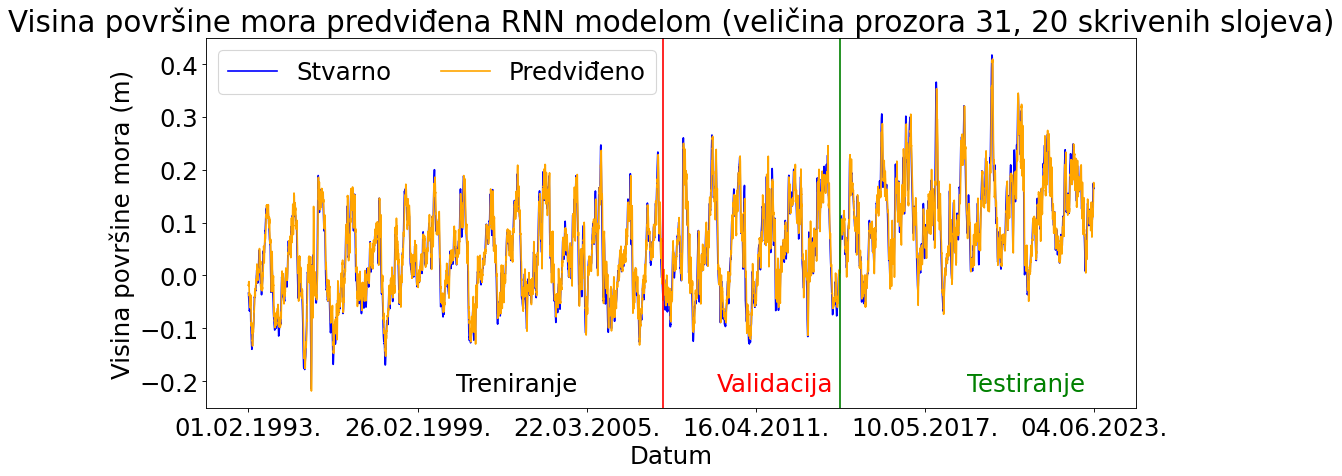 Visina površine mora predviđena RNN modelom (veličina prozora 31, 20 skrivenih slojeva)
Stvarno
Predviđeno
Visina površine mora (m)
0.4
0.3
0.2
0.1
0.0
−0.1
−0.2
Treniranje
Validacija
Testiranje
01.02.1993.
26.02.1999.
22.03.2005.
16.04.2011.
10.05.2017.
04.06.2023.
Datum